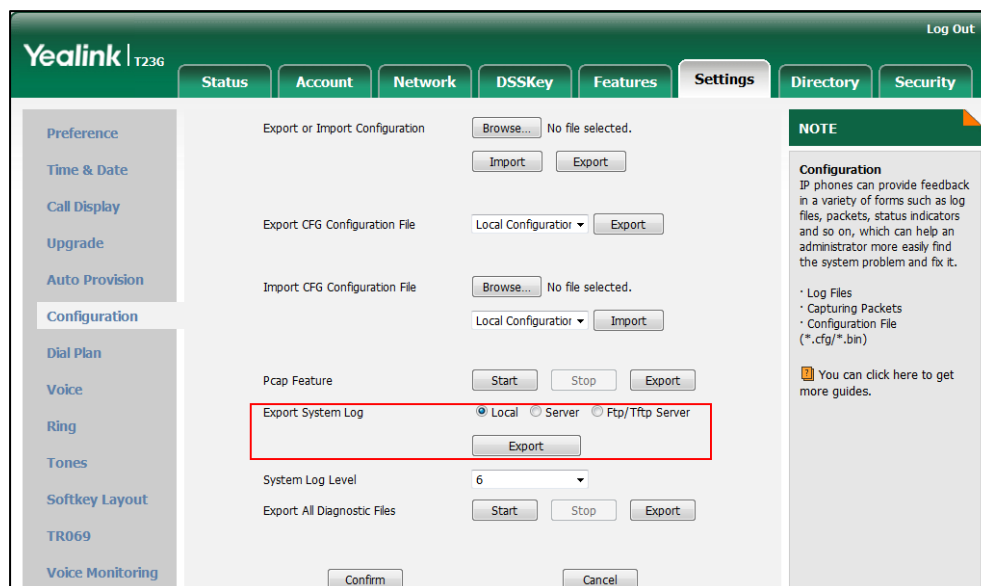 Log Out
Yealink | T23G
Status Account Network DSSKey Features Settings Directory Security
Preference
Time & Date
Call Display
Upgrade
Auto Provision
Configuration
Dial Plan
Voice
Ring
Tones
Softkey Layout
TR069
Voice Monitoring
Export or Import Configuration Browse... No file selected.
Import Export
Export CFG Configuration File Local Configuration Export
Import CFG Configuration File Browse... No file selected.
Local Configuration Import
Pcap Feature Start Stop Export
Export System Log Local Server Ftp/Tftp Server
Export
System Log Level 6
Export All Diagnostic Files Start Stop Export
Confirm Cancel
NOTE
Configuration
IP phones can provide feedback
in a variety of forms such as log
files, packets, status indicators
and so on, which can help an
administrator more easily find
the system problem and fix it.
· Log Files
· Capturing Packets
· Configuration File
(*.cfg/*.bin)
? You can click here to get
more guides.